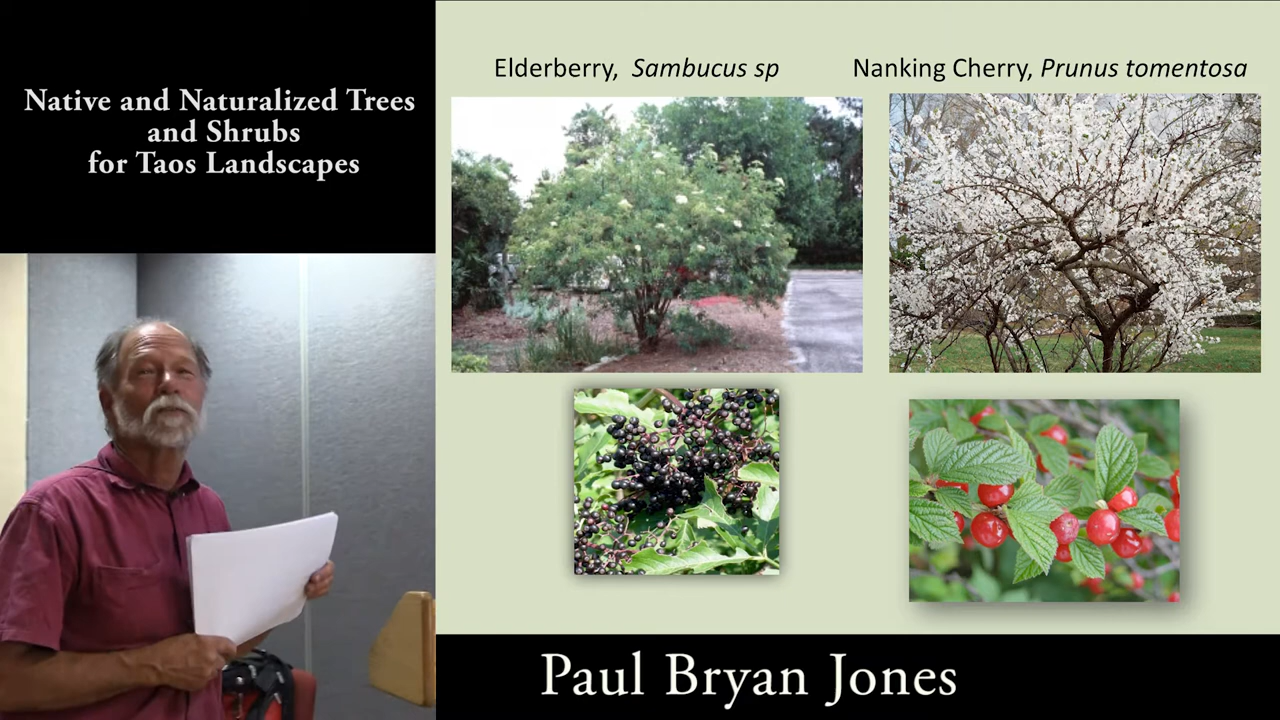 Native and Naturalized Trees
and Shrubs
for Taos Landscapes
Elderberry, Sambucus sp
Nanking Cherry, Prunus tomentosa
Paul Bryan Jones